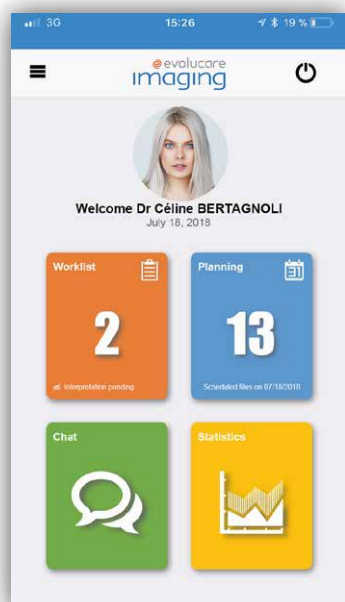 3G 15:26 19 %
evolucare
imaging
Welcome Dr Céline BERTAGNOLI
July 18, 2018
Worklist
2
Interpretation pending
Planning
31
13
Scheduled files on 07/18/2018
Chat
Statistics